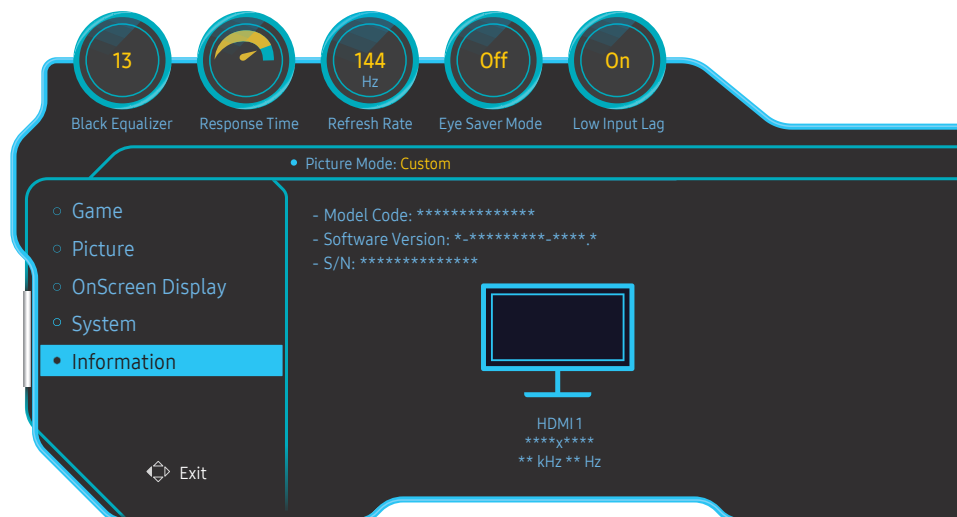 13
144
Hz
Off
On
Black Equalizer
Response Time
Refresh Rate
Eye Saver Mode
Low Input Lag
Picture Mode: Custom
Game
Picture
OnScreen Display
System
Information
Exit
- Model Code: **************
- Software Version: *-*********-****.*
- S/N: **************
HDMI 1
****x****
** kHz ** Hz